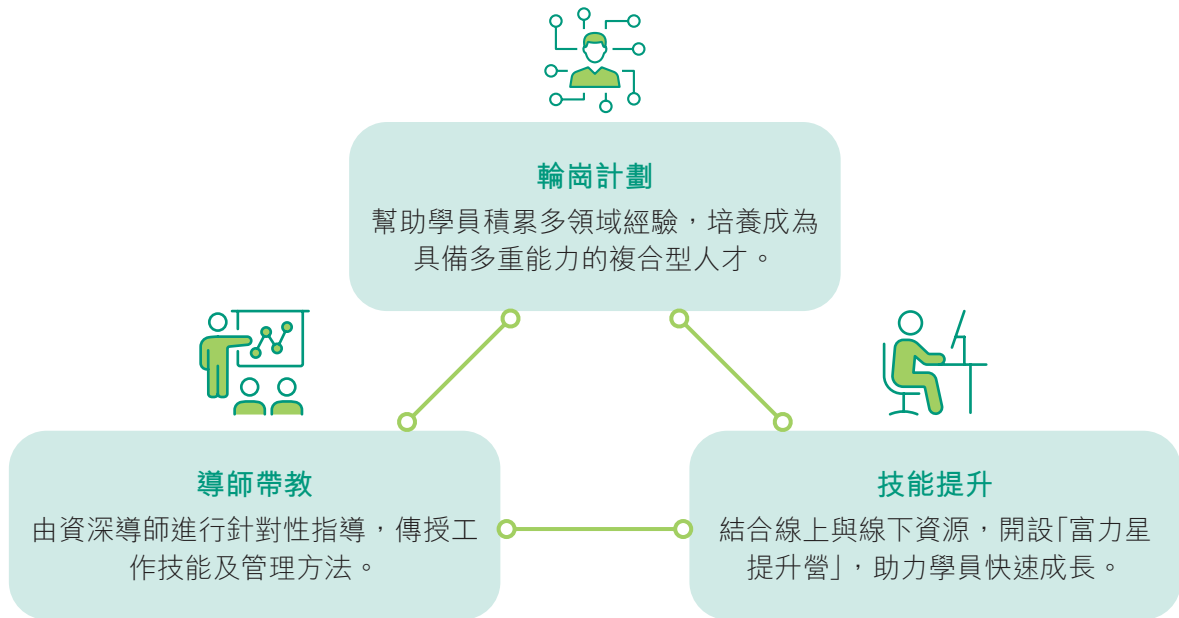 輪崗計劃
幫助學員積累多領域經驗，培養成為
具備多重能力的複合型人才。
導師帶教
由資深導師進行針對性指導，傳授工
作技能及管理方法。
技能提升
結合線上與線下資源，開設「富力星
提升營」，助力學員快速成長。